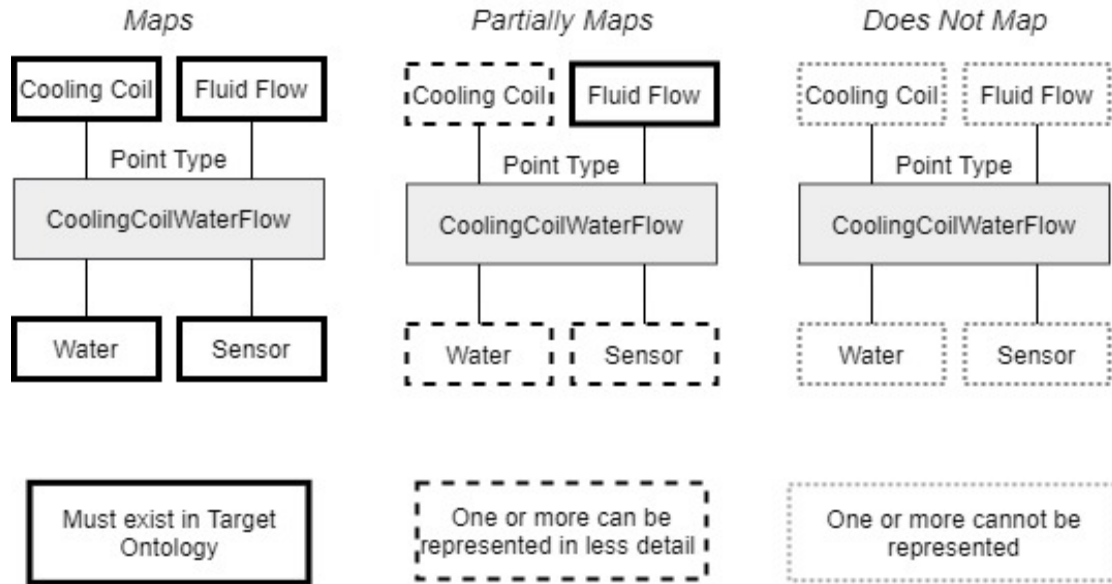 Maps
Partially Maps
Does Not Map
Cooling Coil
Fluid Flow
Cooling Coil
Fluid Flow
Cooling Coil
Fluid Flow
Point Type
Point Type
Point Type
CoolingCoilWaterFlow
CoolingCoilWaterFlow
CoolingCoilWaterFlow
Water
Sensor
Water
Sensor
Water
Sensor
Must exist in Target
Ontology
One or more can be
represented in less detail
One or more cannot be
represented